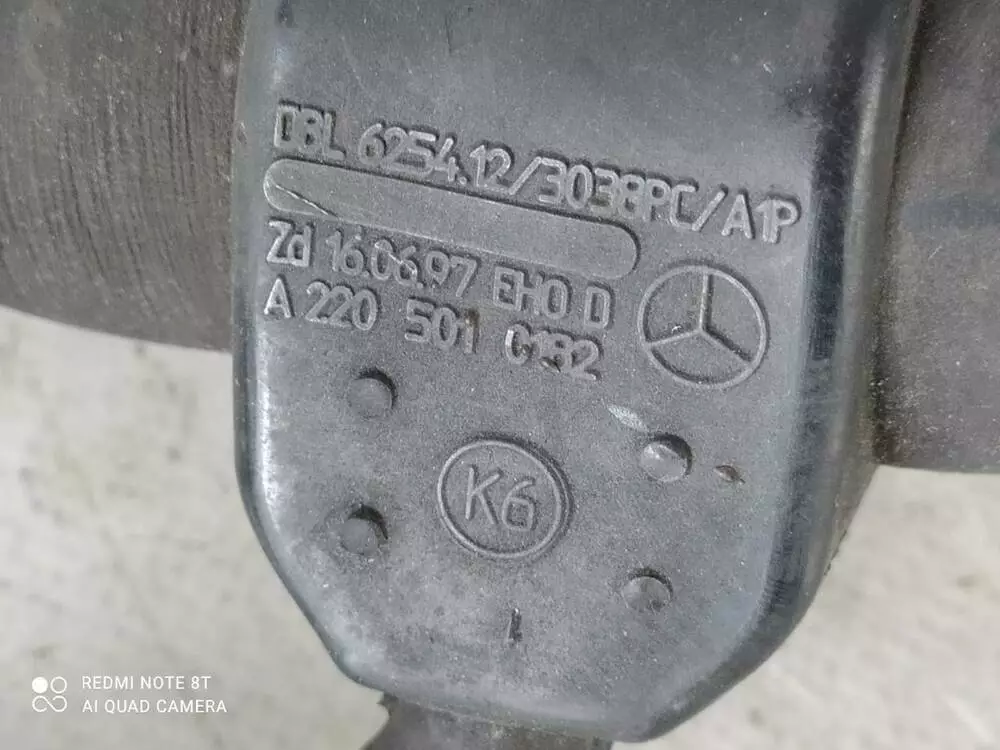 DBL 6254.12/3038PC/A1P
Zd 16.06.97 EHO D
A 220 501 0182
K6
REDMI NOTE 8T
AI QUAD CAMERA